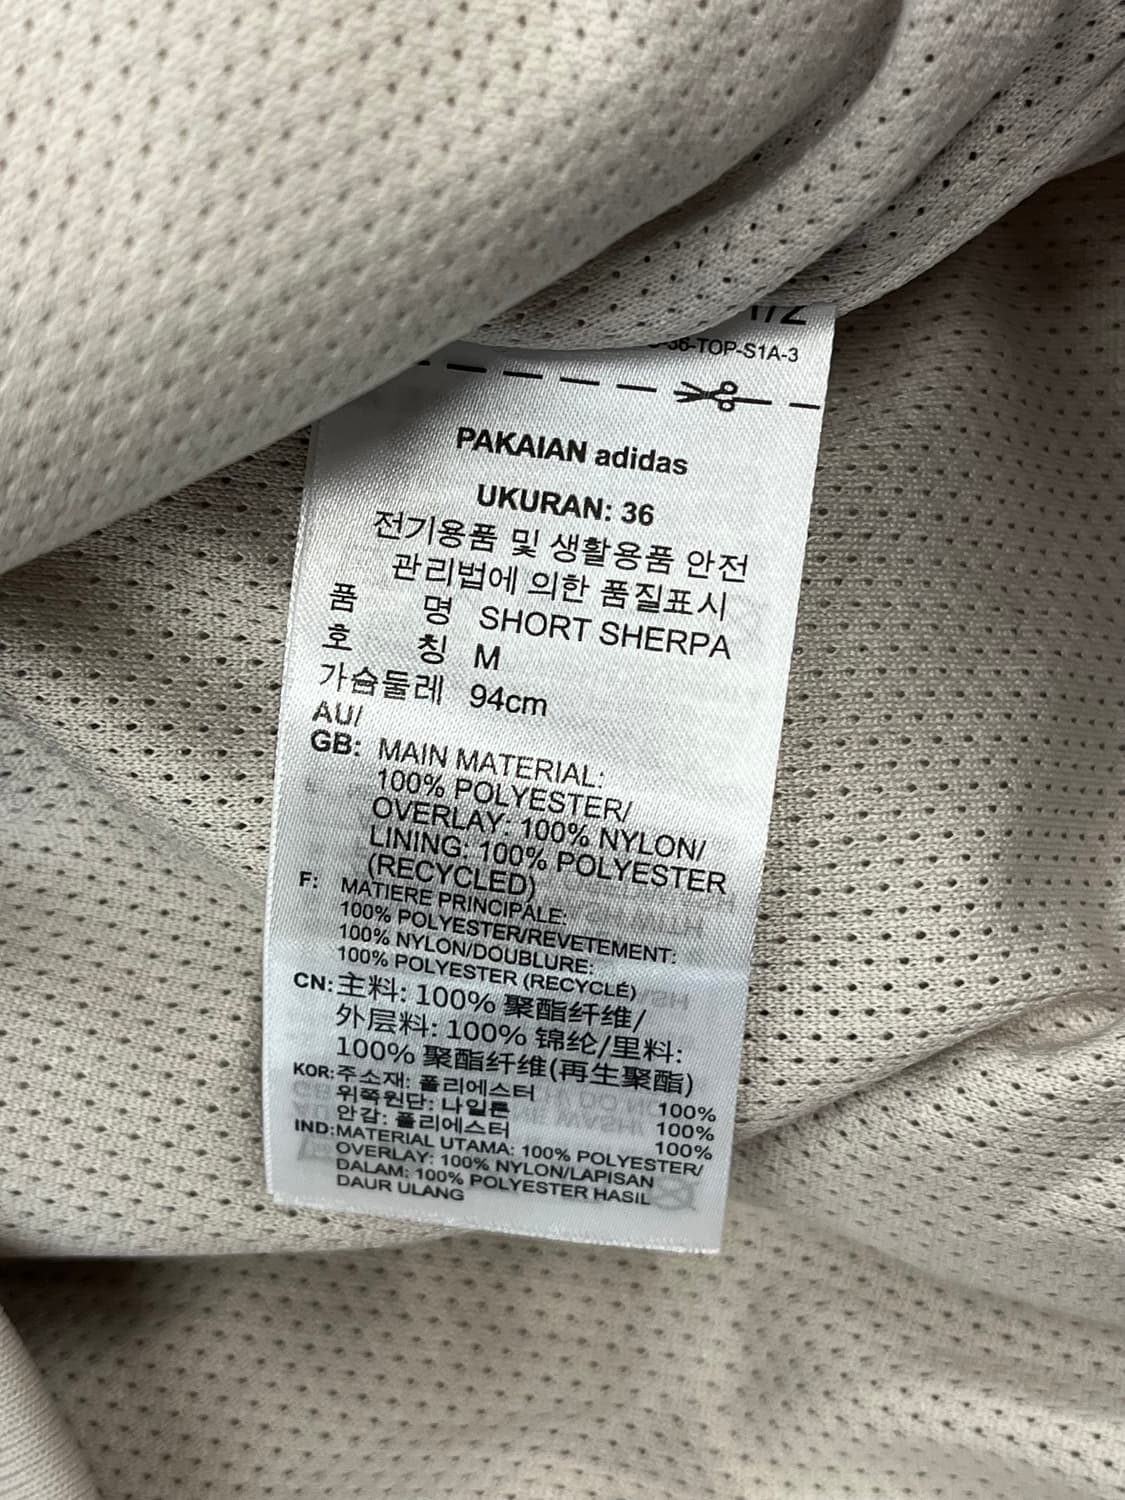 -TOP-S1A-3
PAKAIAN adidas
UKURAN: 36
전기용품 및 생활용품 안전
관리법에 의한 품질표시
품 명 SHORT SHERPA
호 칭 M
가슴둘레 94cm
AU/
GB: MAIN MATERIAL:
100% POLYESTER/
OVERLAY: 100% NYLON/
LINING: 100% POLYESTER
(RECYCLED)
F: MATIERE PRINCIPALE:
100% POLYESTER/REVETEMENT:
100% NYLON/DOUBLURE:
100% POLYESTER (RECYCLÉ)
CN: 主料: 100% 聚酯纤维/
外层料: 100% 锦纶/里料:
100% 聚酯纤维(再生聚酯)
KOR: 주소재: 폴리에스터 100%
위쪽원단: 나일론 100%
안감: 폴리에스터 100%
IND: MATERIAL UTAMA: 100% POLYESTER/
OVERLAY: 100% NYLON/LAPISAN
DALAM: 100% POLYESTER HASIL
DAUR ULANG